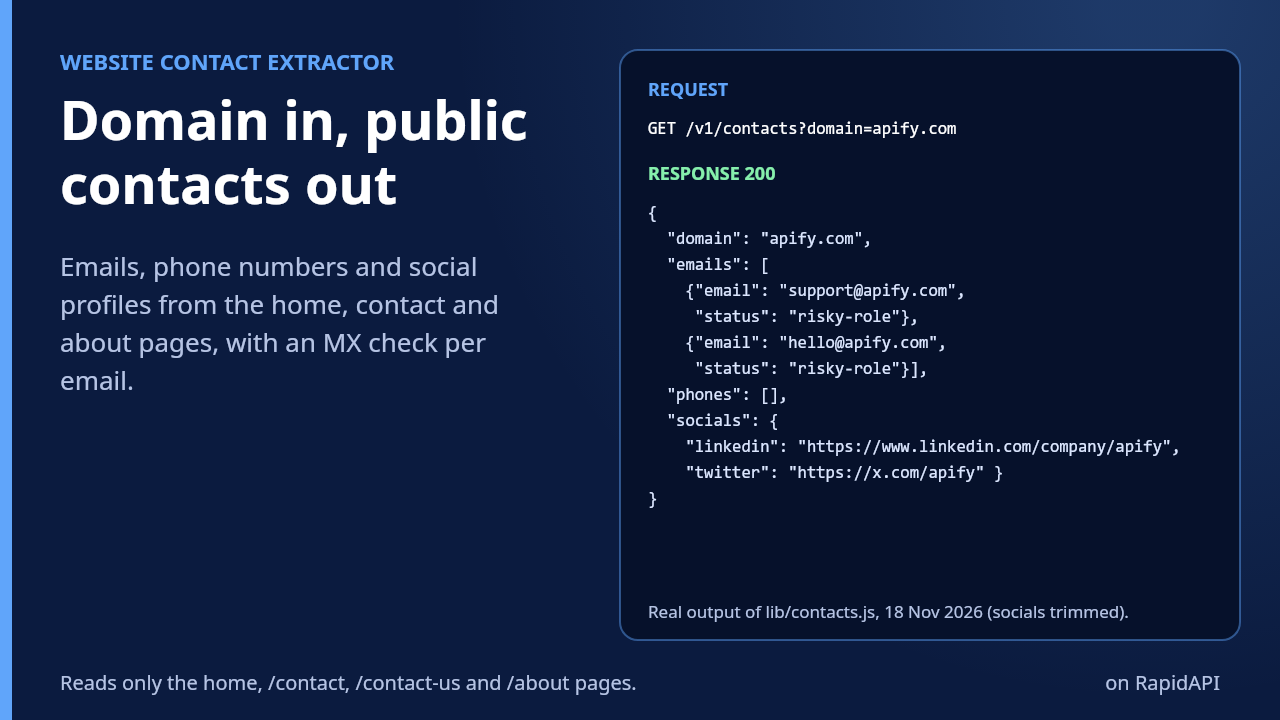 WEBSITE CONTACT EXTRACTOR
Domain in, public
contacts out
Emails, phone numbers and social
profiles from the home, contact and
about pages, with an MX check per
email.
REQUEST
GET /v1/contacts?domain=apify.com
RESPONSE 200
{
  "domain": "apify.com",
  "emails": [
    {"email": "support@apify.com",
     "status": "risky-role"},
    {"email": "hello@apify.com",
     "status": "risky-role"}],
  "phones": [],
  "socials": {
    "linkedin": "https://www.linkedin.com/company/apify",
    "twitter": "https://x.com/apify" }
}
Real output of lib/contacts.js, 18 Nov 2026 (socials trimmed).
Reads only the home, /contact, /contact-us and /about pages.
on RapidAPI